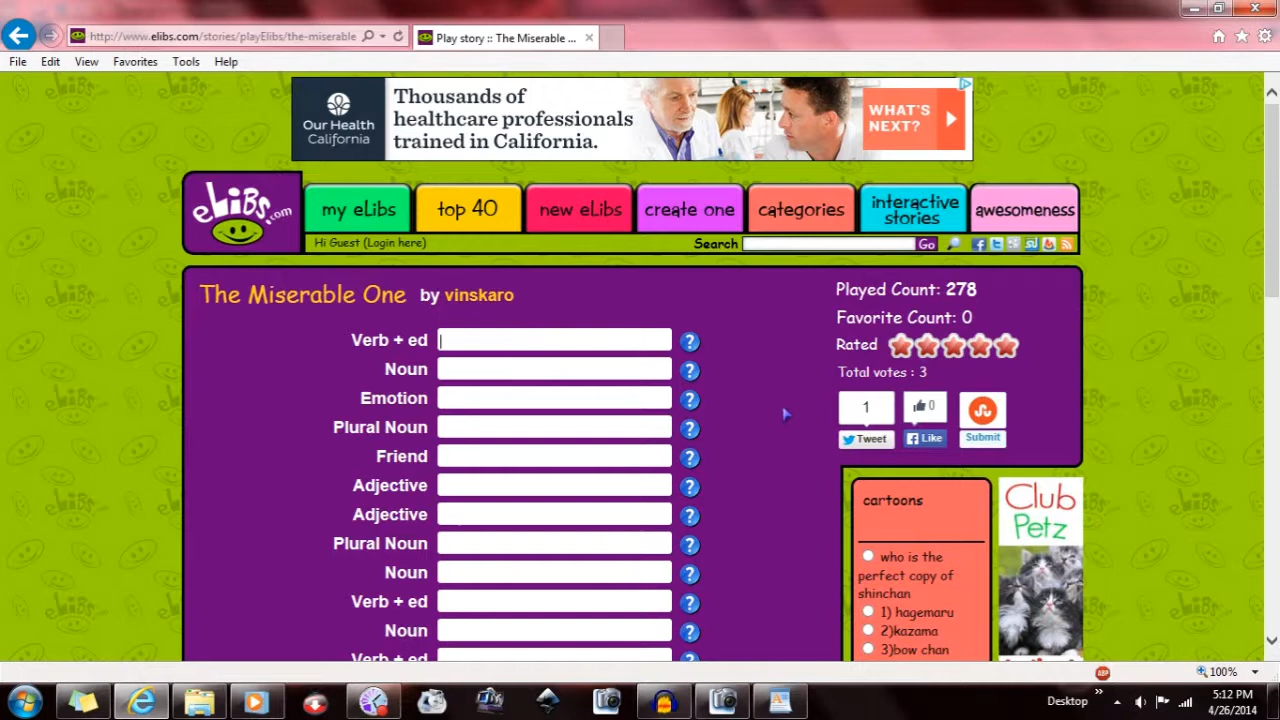 http://www.elibs.com/stories/playElibs/the-miserable
Play story :: The Miserable ...
File Edit View Favorites Tools Help
OUR HEALTH
CALIFORNIA
Thousands of
healthcare professionals
trained in California.
WHAT'S
NEXT?
eLiBs.com
my eLibs
top 40
new eLibs
create one
categories
interactive
stories
awesomeness
Hi Guest (Login here)
Search
Go
The Miserable One by vinskaro
Verb + ed
Noun
Emotion
Plural Noun
Friend
Adjective
Adjective
Plural Noun
Noun
Verb + ed
Noun
Verb + ed
Played Count: 278
Favorite Count: 0
Rated
Total votes : 3
1
0
Tweet
Like
Submit
cartoons
who is the
perfect copy of
shinchan
1) hagemaru
2)kazama
3)bow chan
Club
Petz
100%
Desktop
5:12 PM
4/26/2014